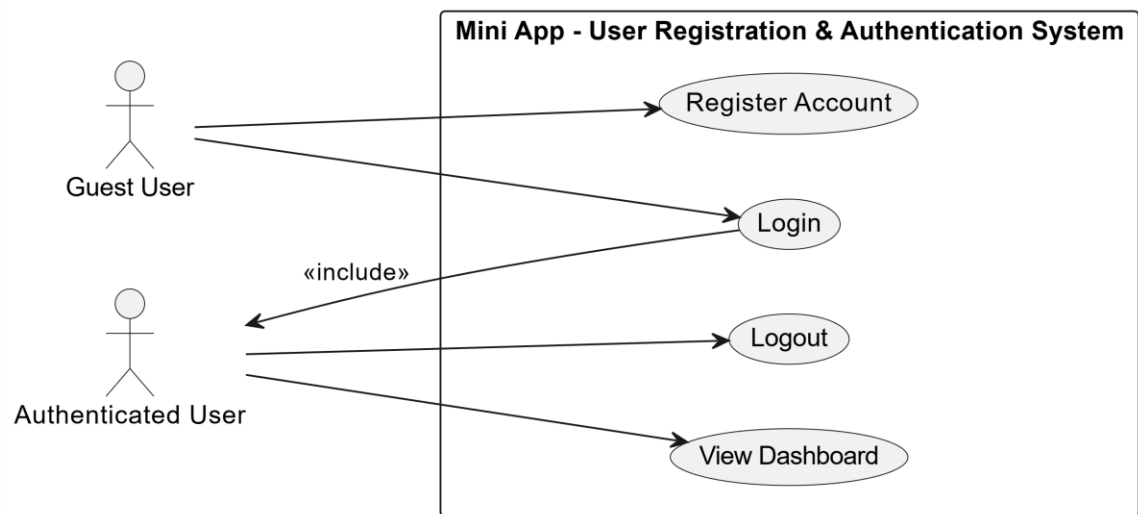 Mini App - User Registration & Authentication System
Register Account
Guest User
Login
«include»
Logout
Authenticated User
View Dashboard